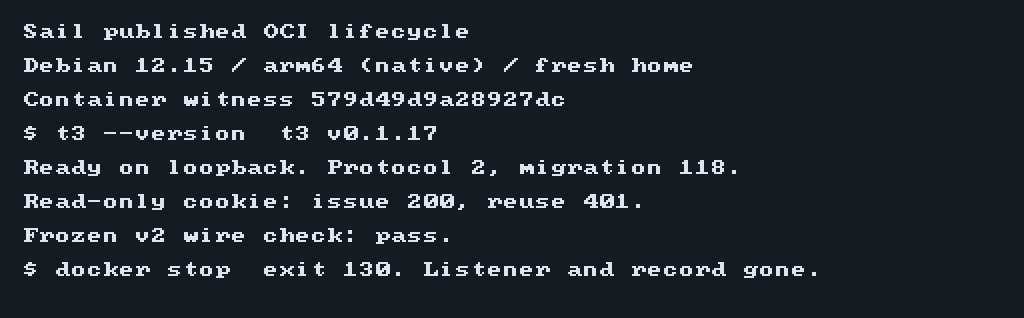 Sail published OCI lifecycle
Debian 12.15 / arm64 (native) / fresh home
Container witness 579d49d9a28927dc
$ t3 --version  t3 v0.1.17
Ready on loopback. Protocol 2, migration 118.
Read-only cookie: issue 200, reuse 401.
Frozen v2 wire check: pass.
$ docker stop  exit 130. Listener and record gone.